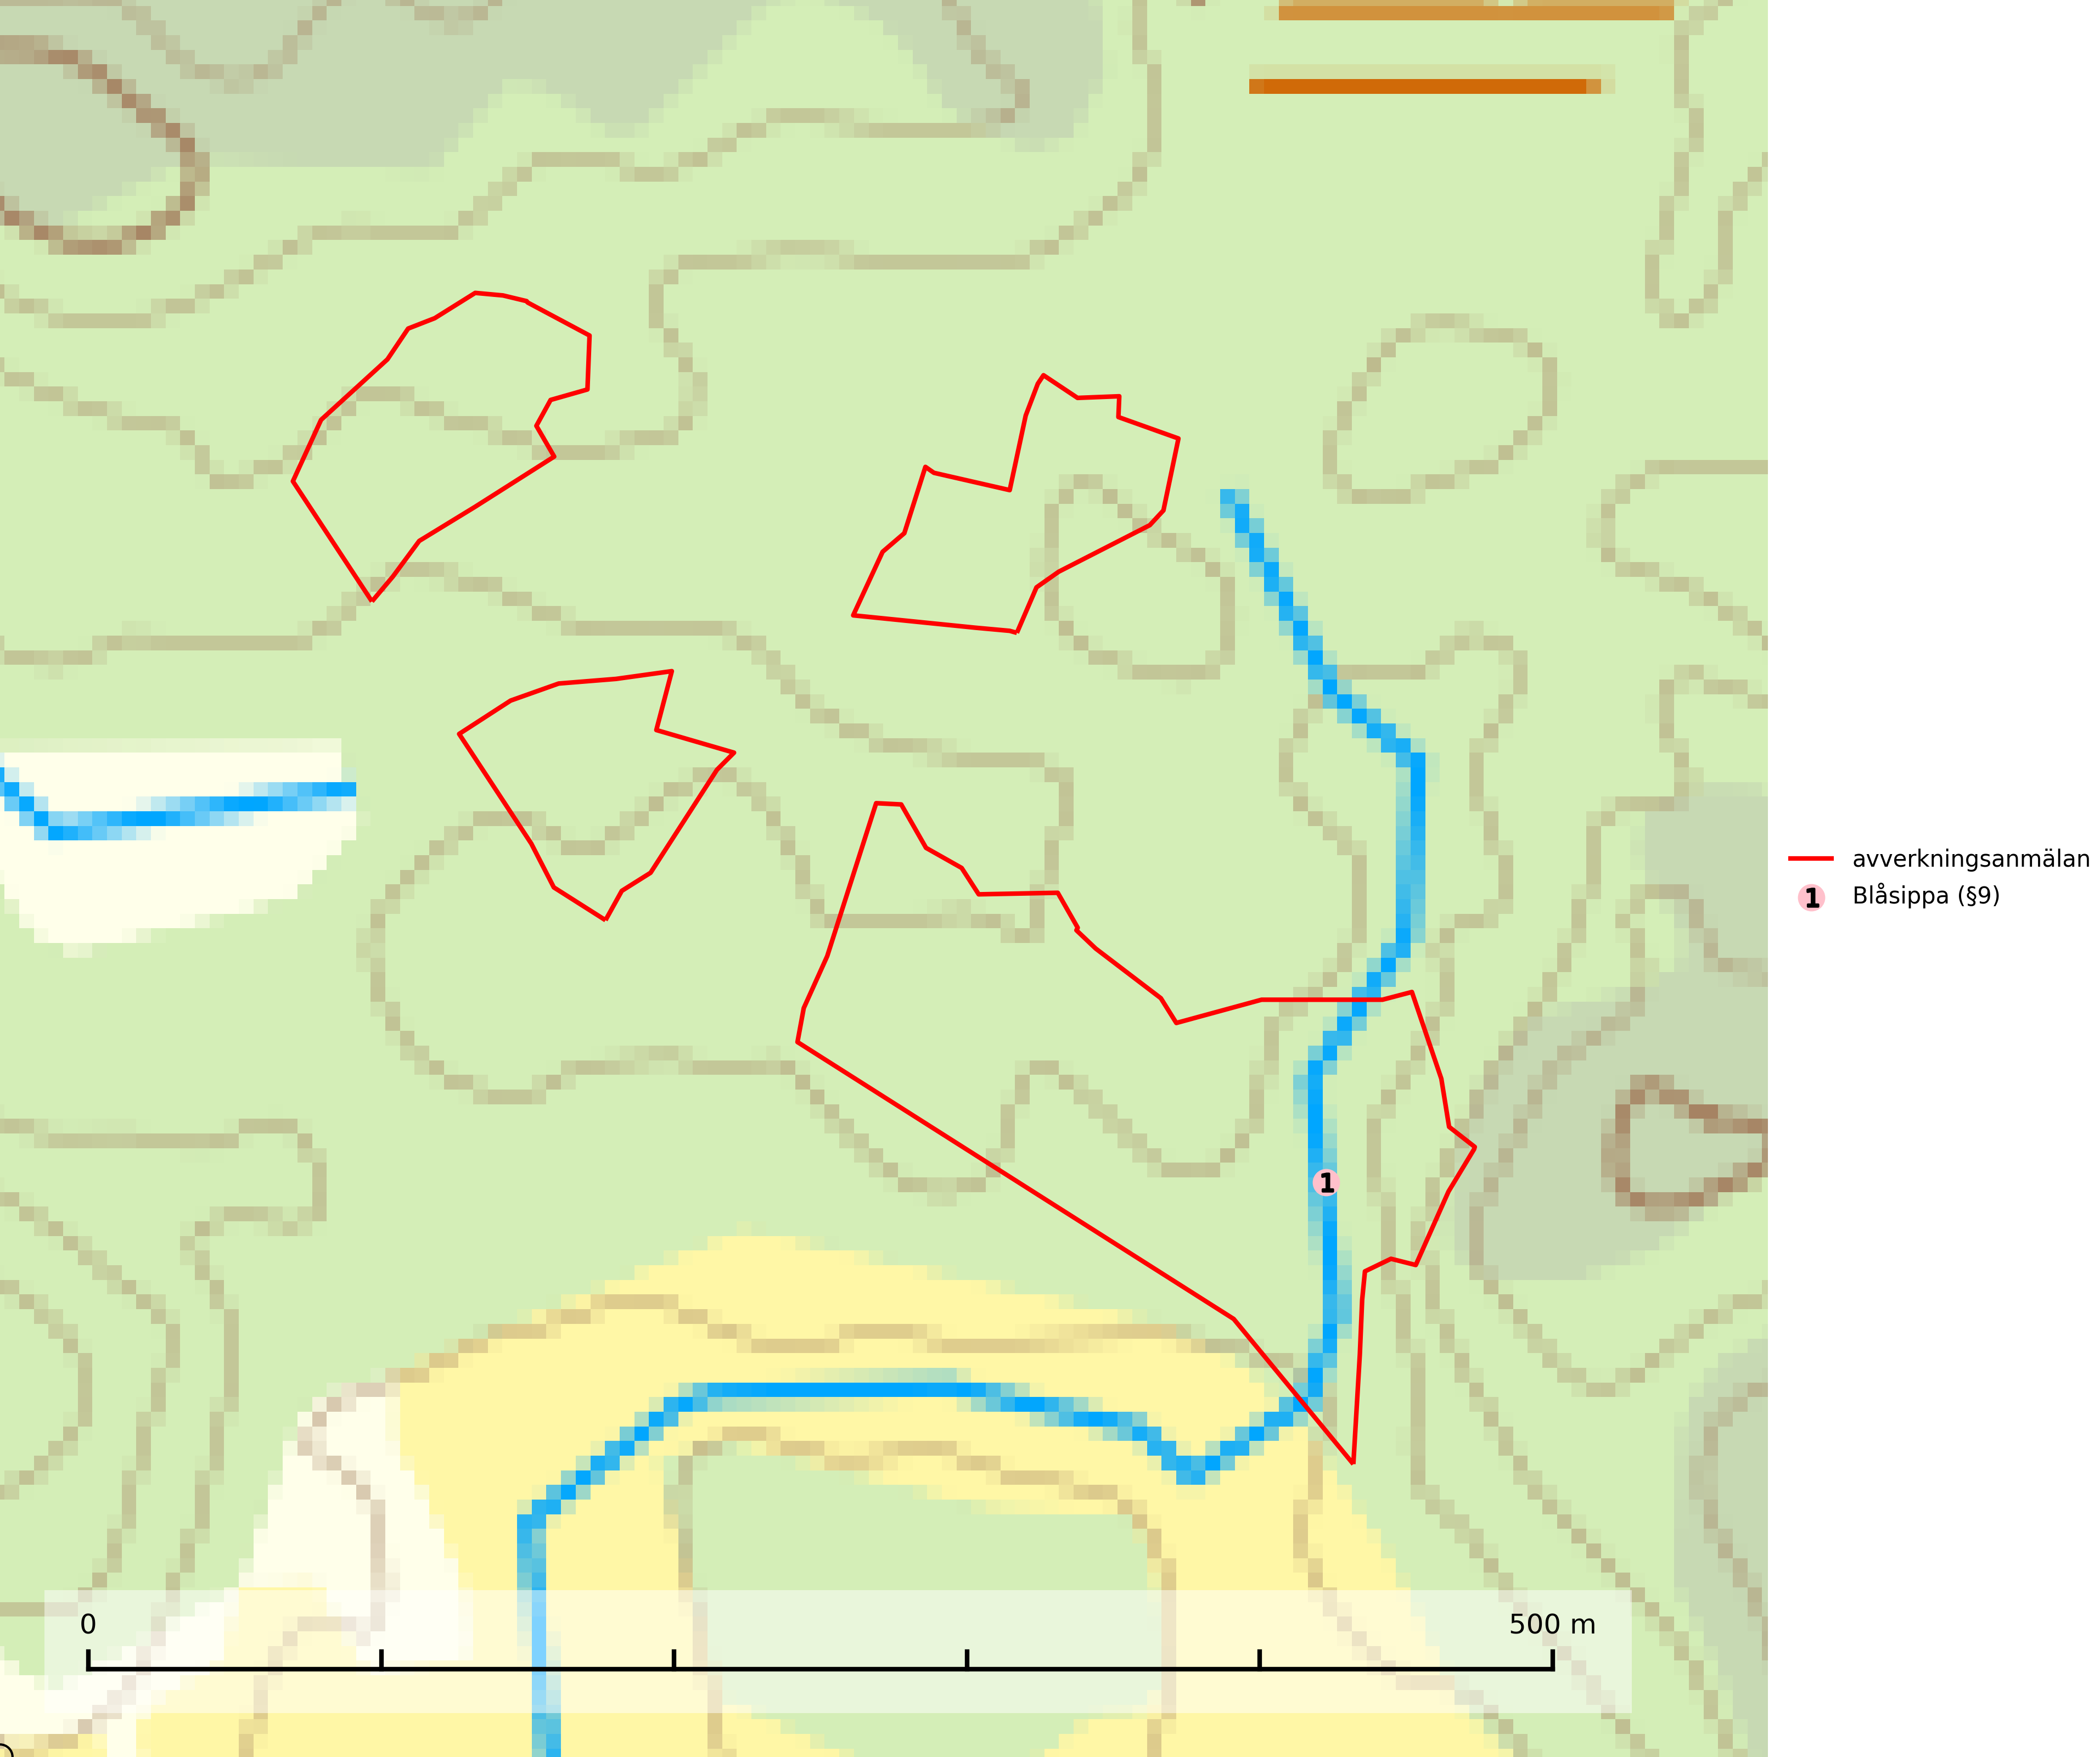 avverkningsanmälan
1 Blåsippa (§9)
1
0 500 m